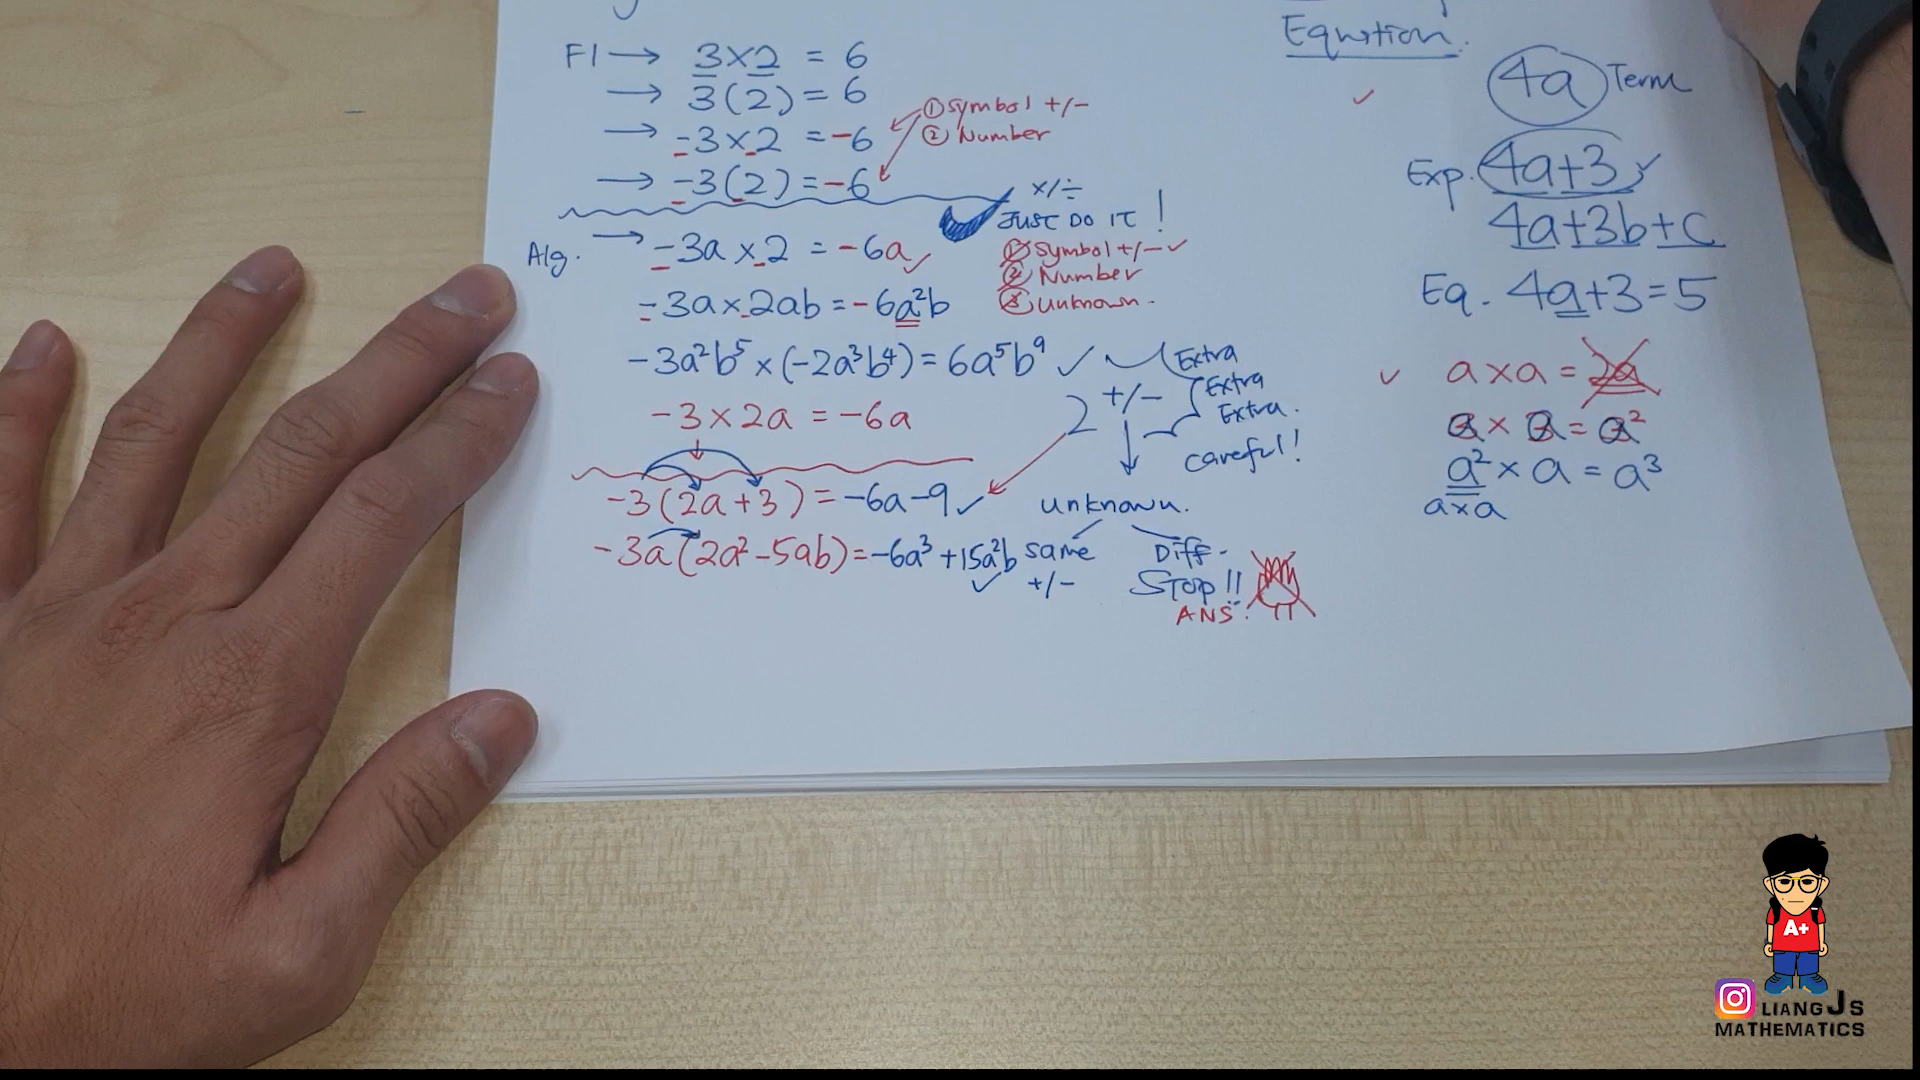 Equation.
F1 → 3×2 = 6
→ 3(2) = 6
→ -3×2 = -6
→ -3(2) = -6
① Symbol +/-
② Number
×/÷
JUST DO IT !
Alg. → -3a × 2 = -6a ✓
① Symbol +/- ✓
② Number
③ unknown.
-3a × 2ab = -6a²b
-3a²b⁵ × (-2a³b⁴) = 6a⁵b⁹ ✓
Extra
Extra
Extra.
-3 × 2a = -6a
2 +/-
careful!
-3(2a+3) = -6a-9 ✓
unknown.
-3a(2a²-5ab) = -6a³+15a²b ✓
same
+/-
Diff.
STOP!!
ANS.
4a Term
Exp. 4a+3 ✓
4a+3b+c
Eq. 4a+3=5
✓ a×a = 2a
a × a = a²
a² × a = a³
a×a
A+
LIANGJS
MATHEMATICS